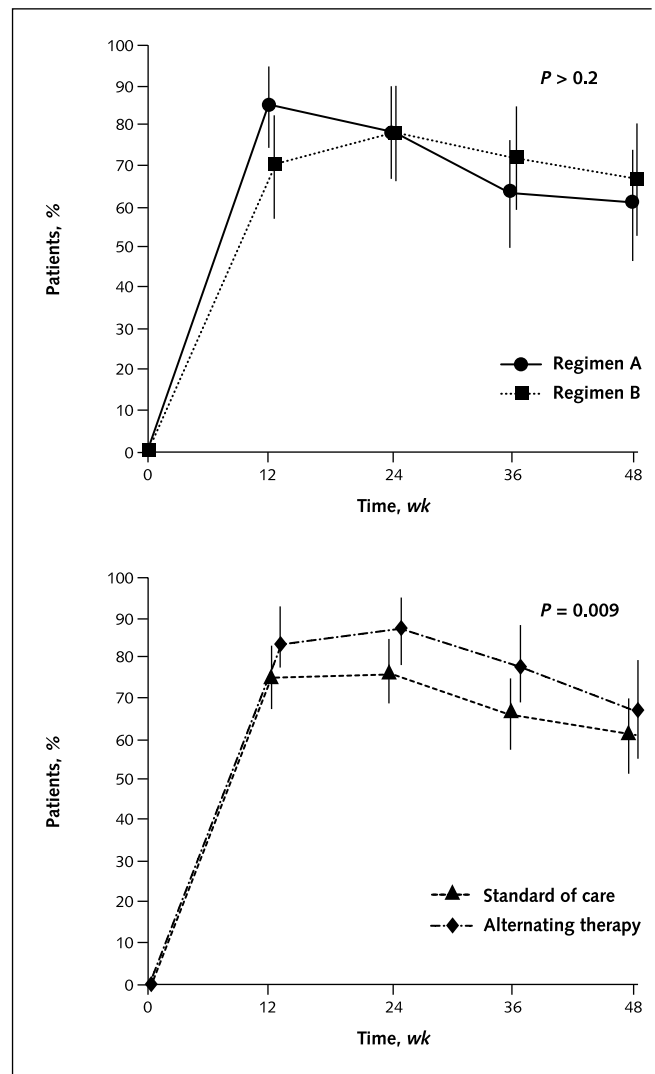 100
P > 0.2
90
80
70
60
50
40
30
20
10
0
Patients, %
Regimen A
Regimen B
0 12 24 36 48
Time, wk
100
P = 0.009
90
80
70
60
50
40
30
20
10
0
Patients, %
Standard of care
Alternating therapy
0 12 24 36 48
Time, wk